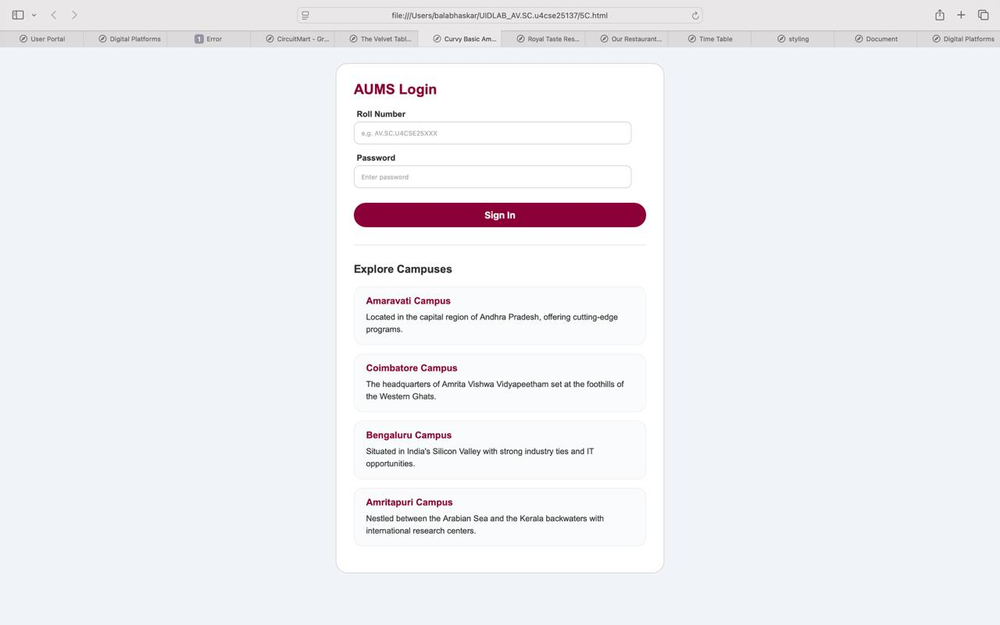 file:///Users/balabhaskar/UIDLAB_AV.SC.u4cse25137/5C.html
User Portal
Digital Platforms
1 Error
CircuitMart - Gr...
The Velvet Tabl...
Curvy Basic Am...
Royal Taste Res...
Our Restaurant...
Time Table
styling
Document
Digital Platforms
AUMS Login
Roll Number
e.g. AV.SC.U4CSE25XXX
Password
Enter password
Sign In
Explore Campuses
Amaravati Campus
Located in the capital region of Andhra Pradesh, offering cutting-edge
programs.
Coimbatore Campus
The headquarters of Amrita Vishwa Vidyapeetham set at the foothills of
the Western Ghats.
Bengaluru Campus
Situated in India's Silicon Valley with strong industry ties and IT
opportunities.
Amritapuri Campus
Nestled between the Arabian Sea and the Kerala backwaters with
international research centers.